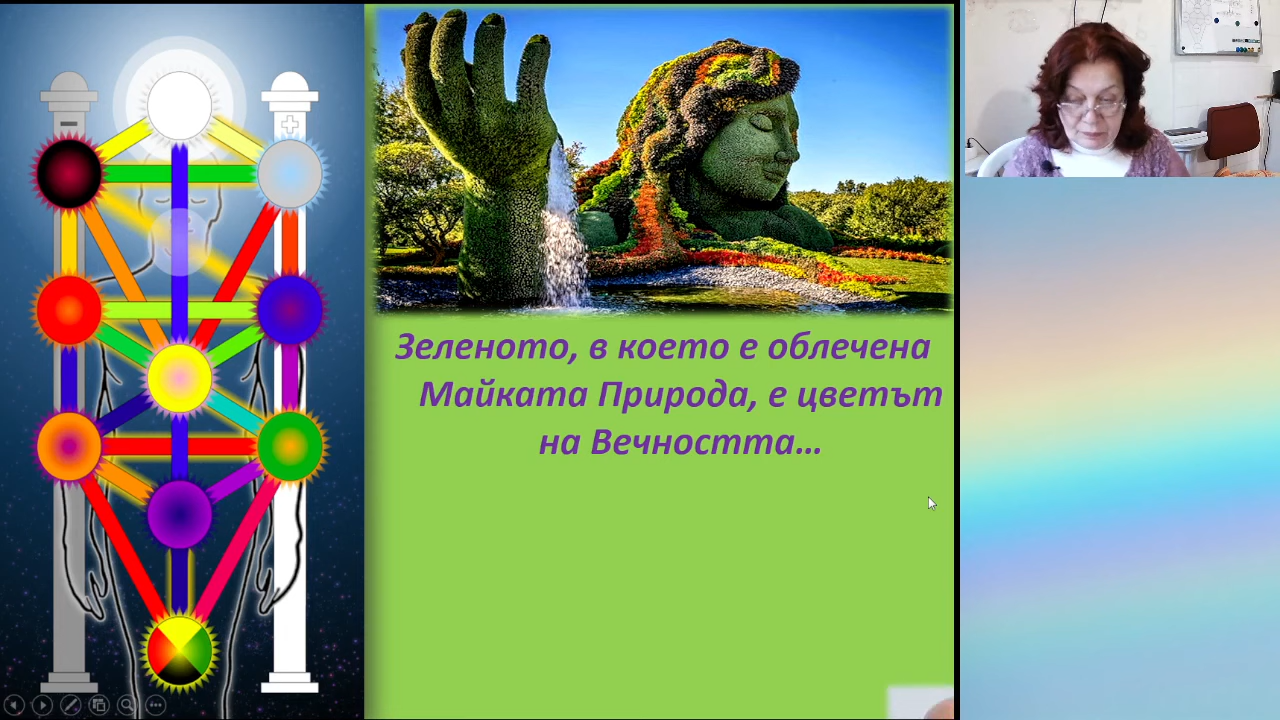 Зеленото, в което е облечена
Майката Природа, е цветът
на Вечността...